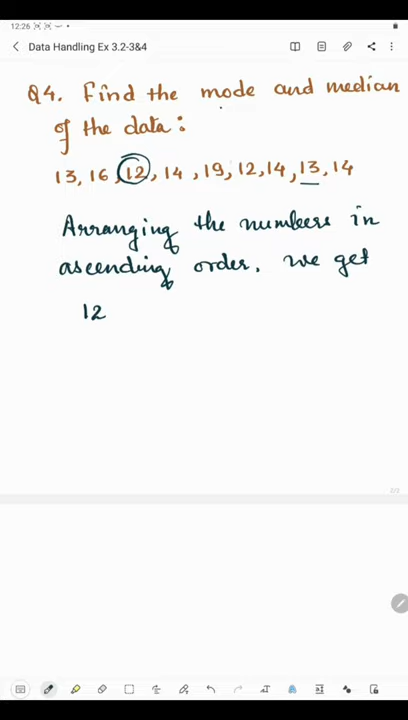 12:26
Data Handling Ex 3.2-3&4
Q4. Find the mode and median
of the data:
13, 16, 12, 14, 19, 12, 14, 13, 14
Arranging the numbers in
ascending order, we get
12
2/2